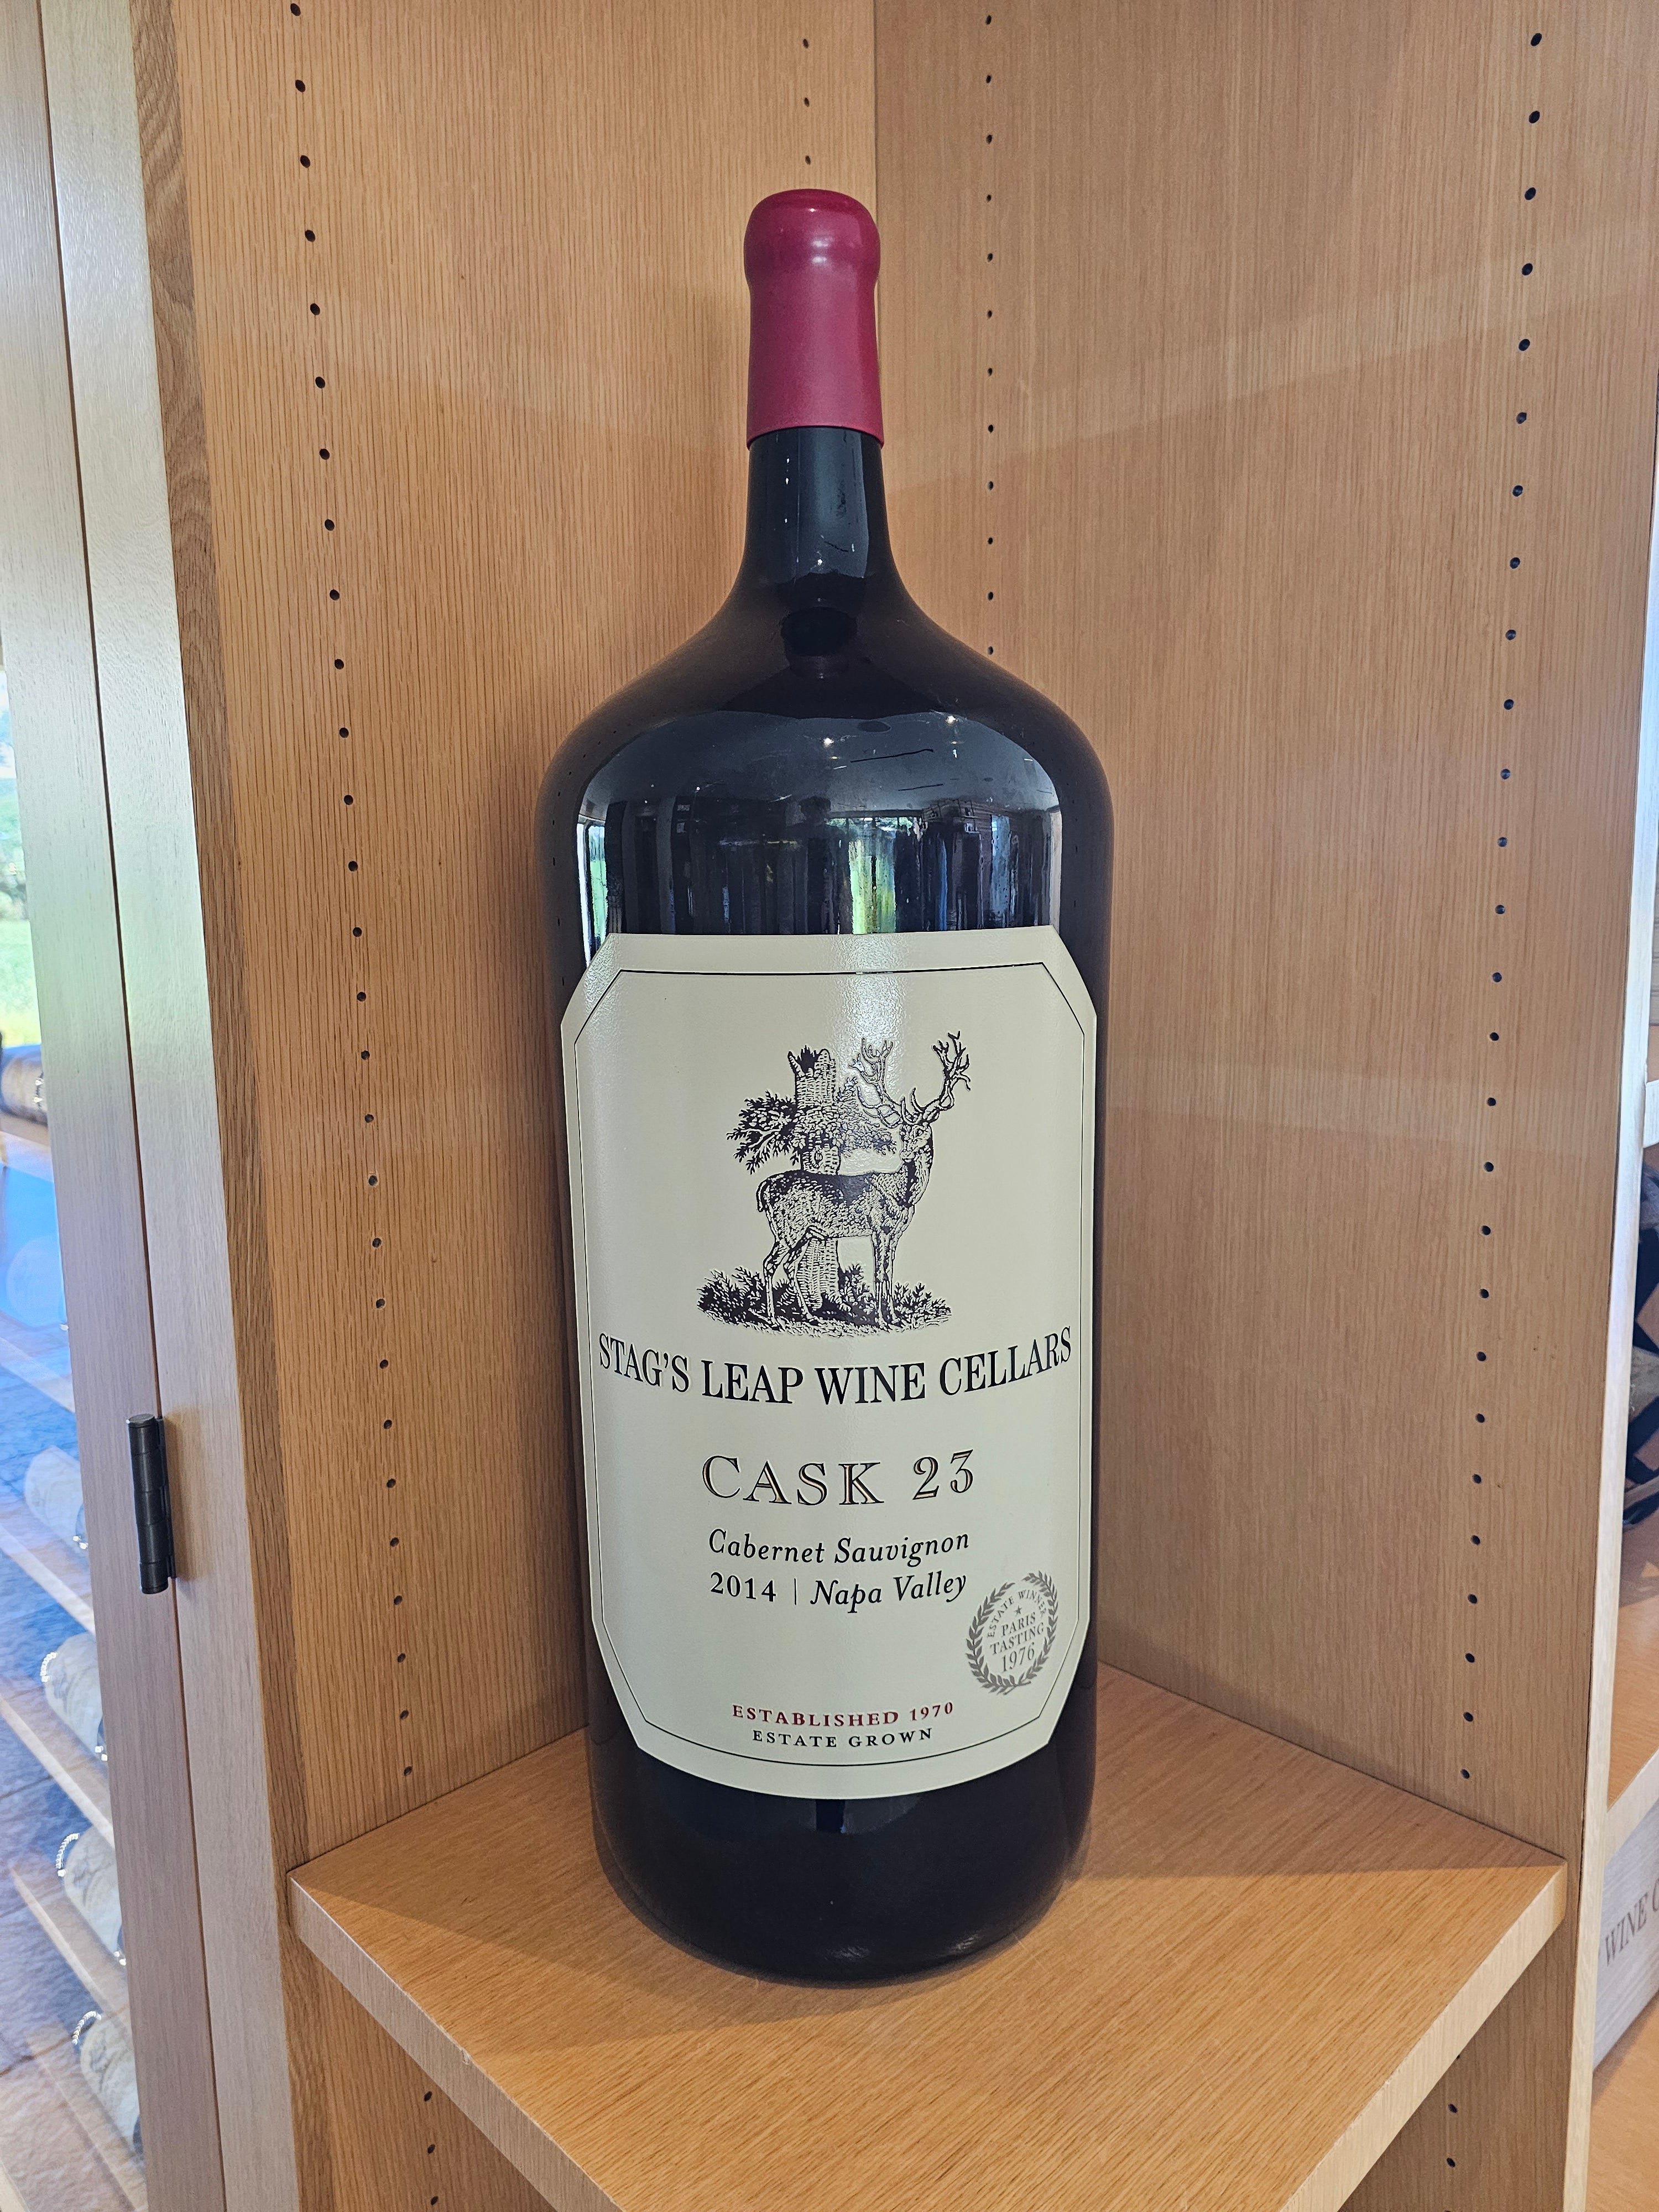 STAG'S LEAP WINE CELLARS
CASK 23
Cabernet Sauvignon
2014 | Napa Valley
ESTATE WINNER
PARIS
TASTING
1976
ESTABLISHED 1970
ESTATE GROWN
WINE